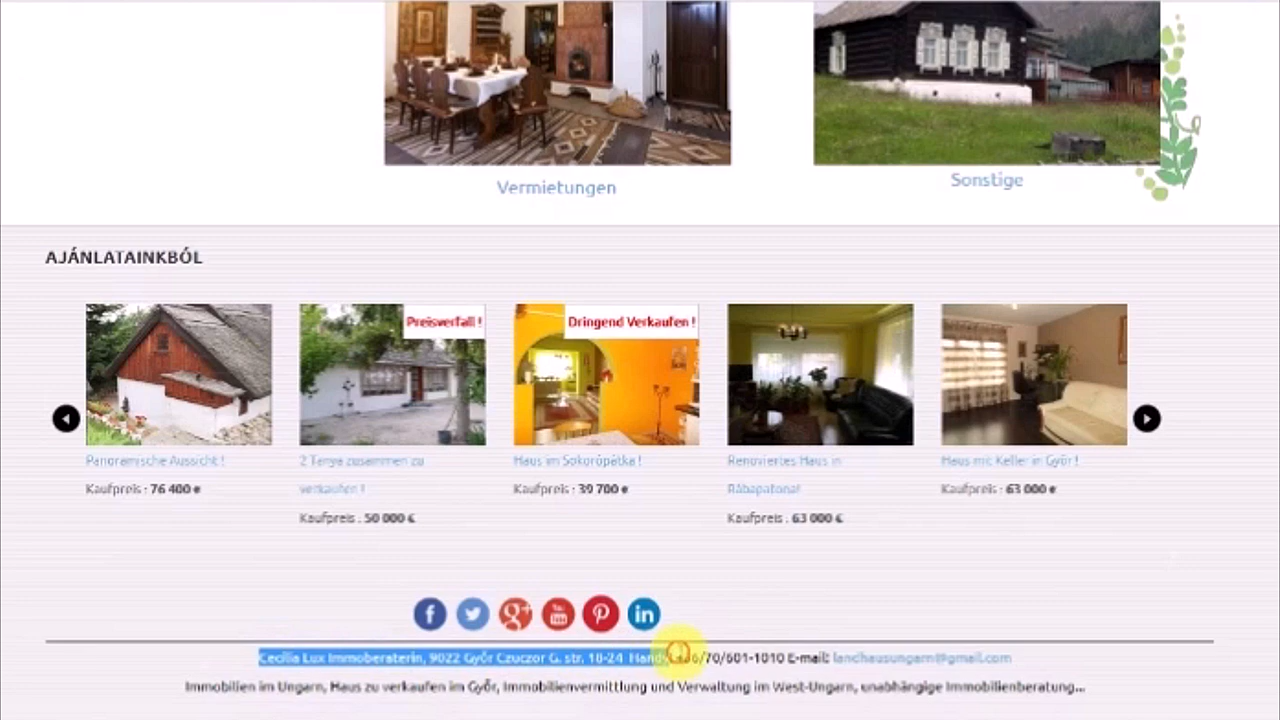 Vermietungen
Sonstige
AJÁNLATAINKBÓL
Preisverfall !
Dringend Verkaufen !
Panoramische Aussicht !
Kaufpreis : 76 400 €
2 Tanya zusammen zu
verkaufen !
Kaufpreis : 50 000 €
Haus im Sokorópátka !
Kaufpreis : 39 700 €
Renoviertes Haus in
Rábapatona!
Kaufpreis : 63 000 €
Haus mit Keller in Győr !
Kaufpreis : 63 000 €
Cecilia Lux Immoberaterin, 9022 Győr Czuczor G. str. 18-24 /70/601-1010 E-mail: landhausungarn@gmail.com
Immobilien im Ungarn, Haus zu verkaufen im Győr, Immobilienvermittlung und Verwaltung im West-Ungarn, unabhängige Immobilienberatung...